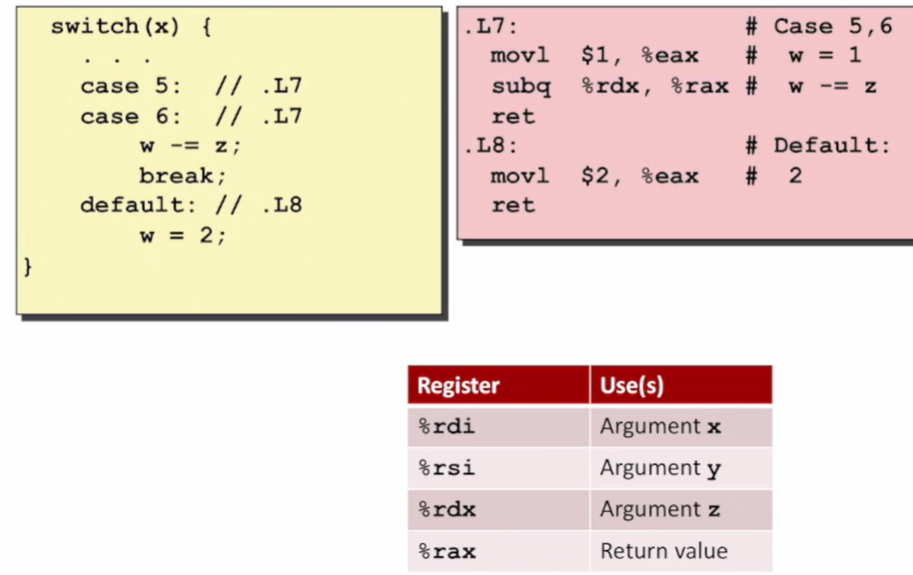 switch(x) {
. . .
case 5: // .L7
case 6: // .L7
w -= z;
break;
default: // .L8
w = 2;
}
.L7: # Case 5,6
movl $1, %eax # w = 1
subq %rdx, %rax # w -= z
ret
.L8: # Default:
movl $2, %eax # 2
ret
Register Use(s)
%rdi Argument x
%rsi Argument y
%rdx Argument z
%rax Return value